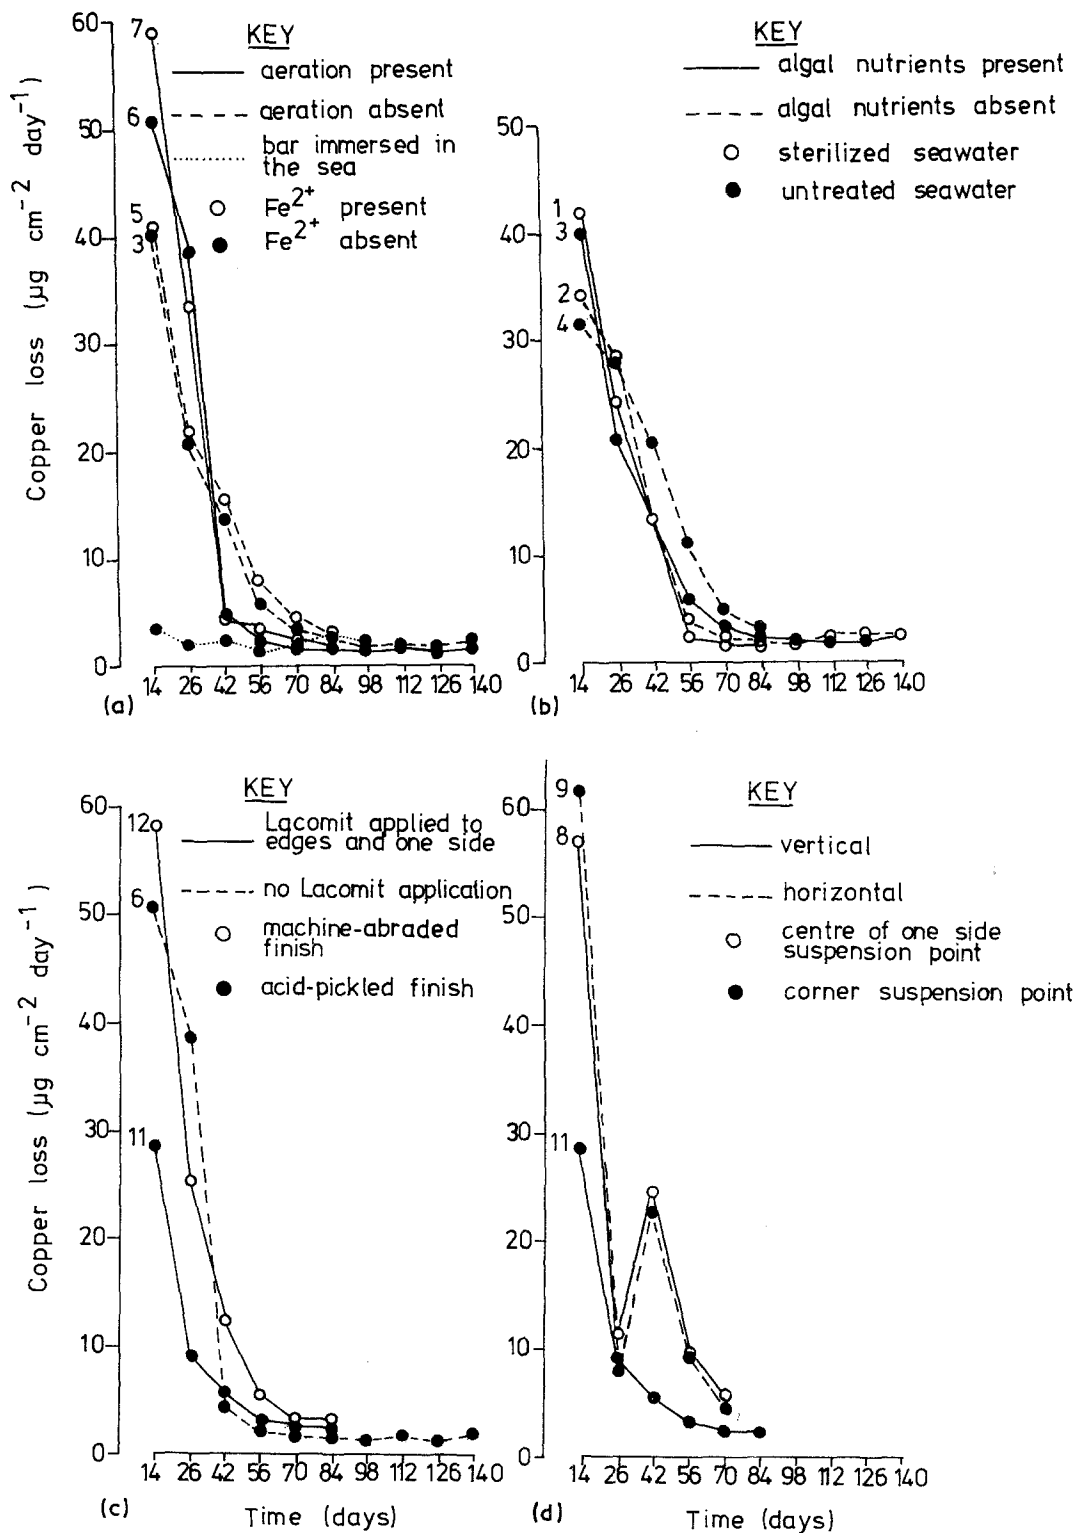 Copper loss (µg cm⁻² day⁻¹)
60
50
40
30
20
10
0
7
6
5
3
KEY
aeration present
aeration absent
bar immersed in
the sea
Fe²⁺ present
Fe²⁺ absent
14 26 42 56 70 84 98 112 126 140
(a)
50
40
30
20
10
0
1
3
2
4
KEY
algal nutrients present
algal nutrients absent
sterilized seawater
untreated seawater
14 26 42 56 70 84 98 112 126 140
(b)
Copper loss (µg cm⁻² day⁻¹)
60
50
40
30
20
10
0
12
6
11
KEY
Lacomit applied to
edges and one side
no Lacomit application
machine-abraded
finish
acid-pickled finish
14 26 42 56 70 84 98 112 126 140
(c)
Time (days)
60
50
40
30
20
10
0
9
8
11
KEY
vertical
horizontal
centre of one side
suspension point
corner suspension point
14 26 42 56 70 84 98 112 126 140
(d)
Time (days)